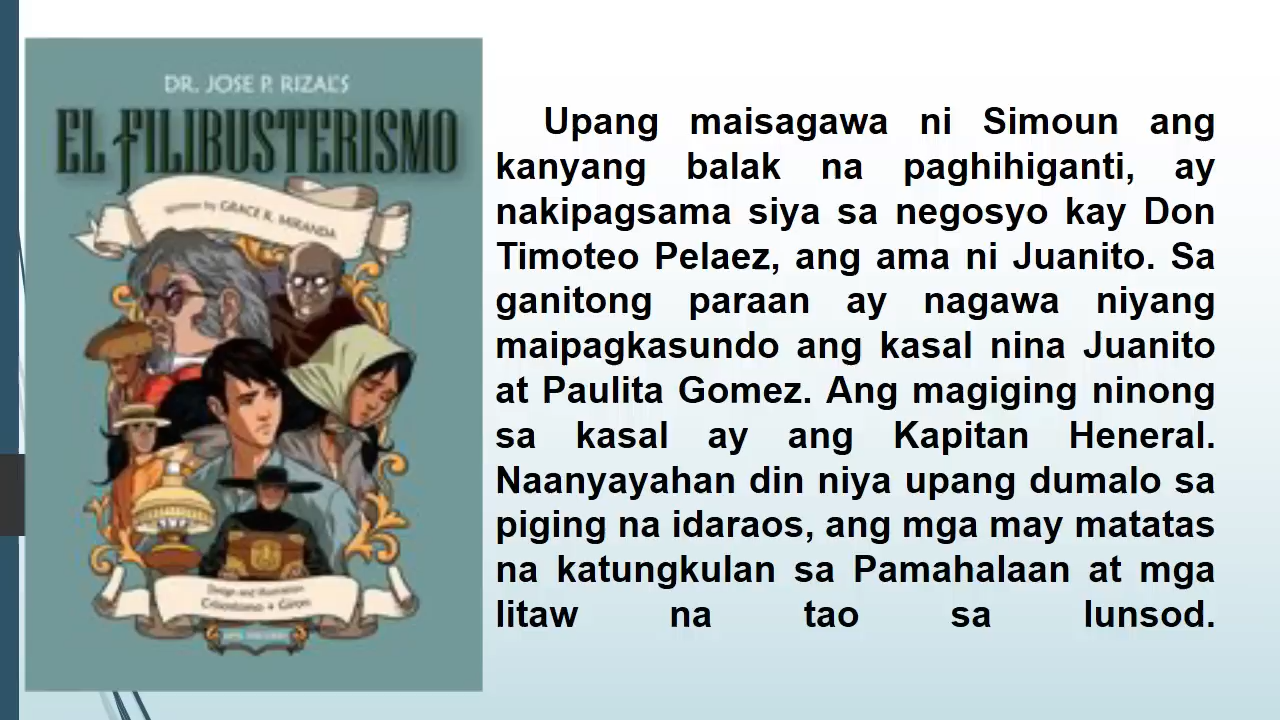 DR. JOSE P. RIZAL'S
EL FILIBUSTERISMO
Written by GRACE R. MIRANDA
Design and Illustration
Upang maisagawa ni Simoun ang
kanyang balak na paghihiganti, ay
nakipagsama siya sa negosyo kay Don
Timoteo Pelaez, ang ama ni Juanito. Sa
ganitong paraan ay nagawa niyang
maipagkasundo ang kasal nina Juanito
at Paulita Gomez. Ang magiging ninong
sa kasal ay ang Kapitan Heneral.
Naanyayahan din niya upang dumalo sa
piging na idaraos, ang mga may matatas
na katungkulan sa Pamahalaan at mga
litaw na tao sa lunsod.